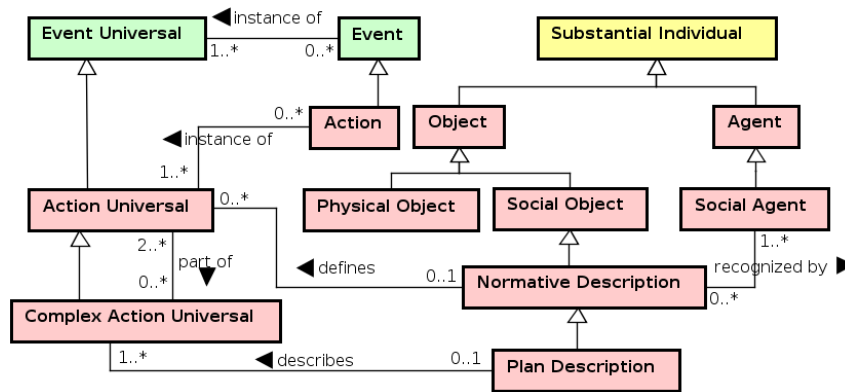 instance of
Event Universal
Event
Substantial Individual
1..*
0..*
0..*
Action
Object
Agent
instance of
1..*
Action Universal
0..*
Physical Object
Social Object
Social Agent
2..*
1..*
part of
defines
recognized by
0..*
0..1
Normative Description
0..*
Complex Action Universal
1..*
describes
0..1
Plan Description